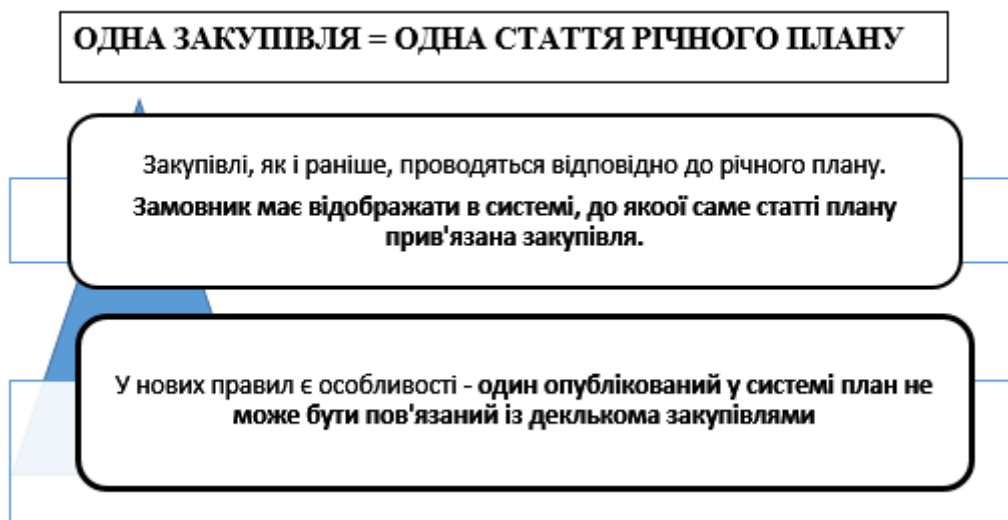 ОДНА ЗАКУПІВЛЯ = ОДНА СТАТТЯ РІЧНОГО ПЛАНУ
Закупівлі, як і раніше, проводяться відповідно до річного плану.
Замовник має відображати в системі, до якоої саме статті плану
прив'язана закупівля.
У нових правил є особливості - один опублікований у системі план не
може бути пов'язаний із деклькома закупівлями